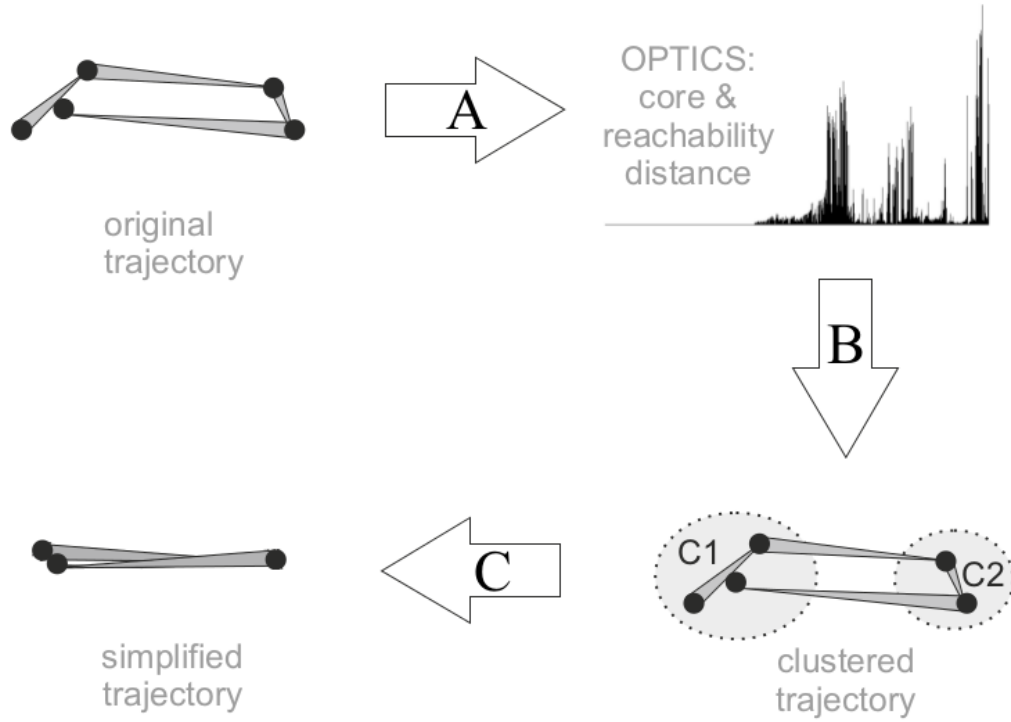 original
trajectory
A
OPTICS:
core &
reachability
distance
B
C1
C2
clustered
trajectory
C
simplified
trajectory